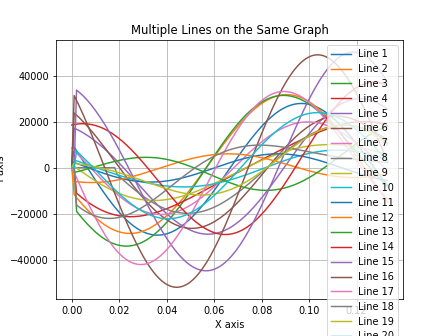 Multiple Lines on the Same Graph
40000
20000
0
−20000
−40000
0.00 0.02 0.04 0.06 0.08 0.10
X axis
Line 1
Line 2
Line 3
Line 4
Line 5
Line 6
Line 7
Line 8
Line 9
Line 10
Line 11
Line 12
Line 13
Line 14
Line 15
Line 16
Line 17
Line 18
Line 19
Line 20